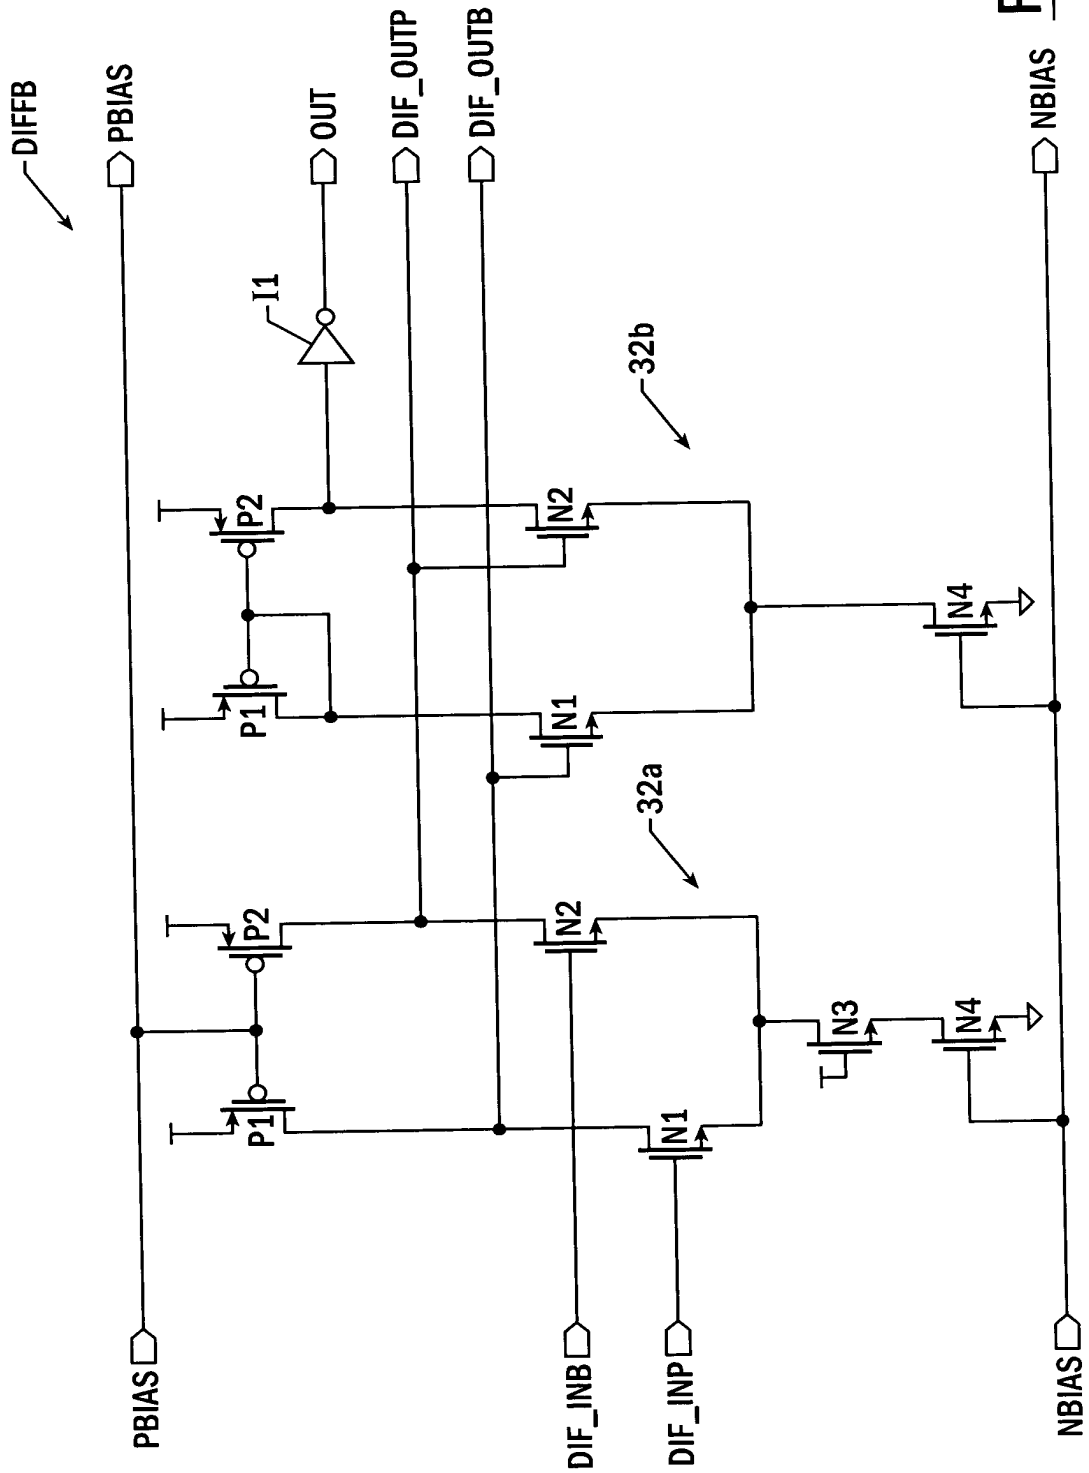 DIFFB
PBIAS
PBIAS
OUT
I1
DIF_OUTP
DIF_OUTB
P1
P2
P1
P2
DIF_INB
N2
N1
N2
32b
DIF_INP
N1
32a
N3
N4
N4
NBIAS
NBIAS